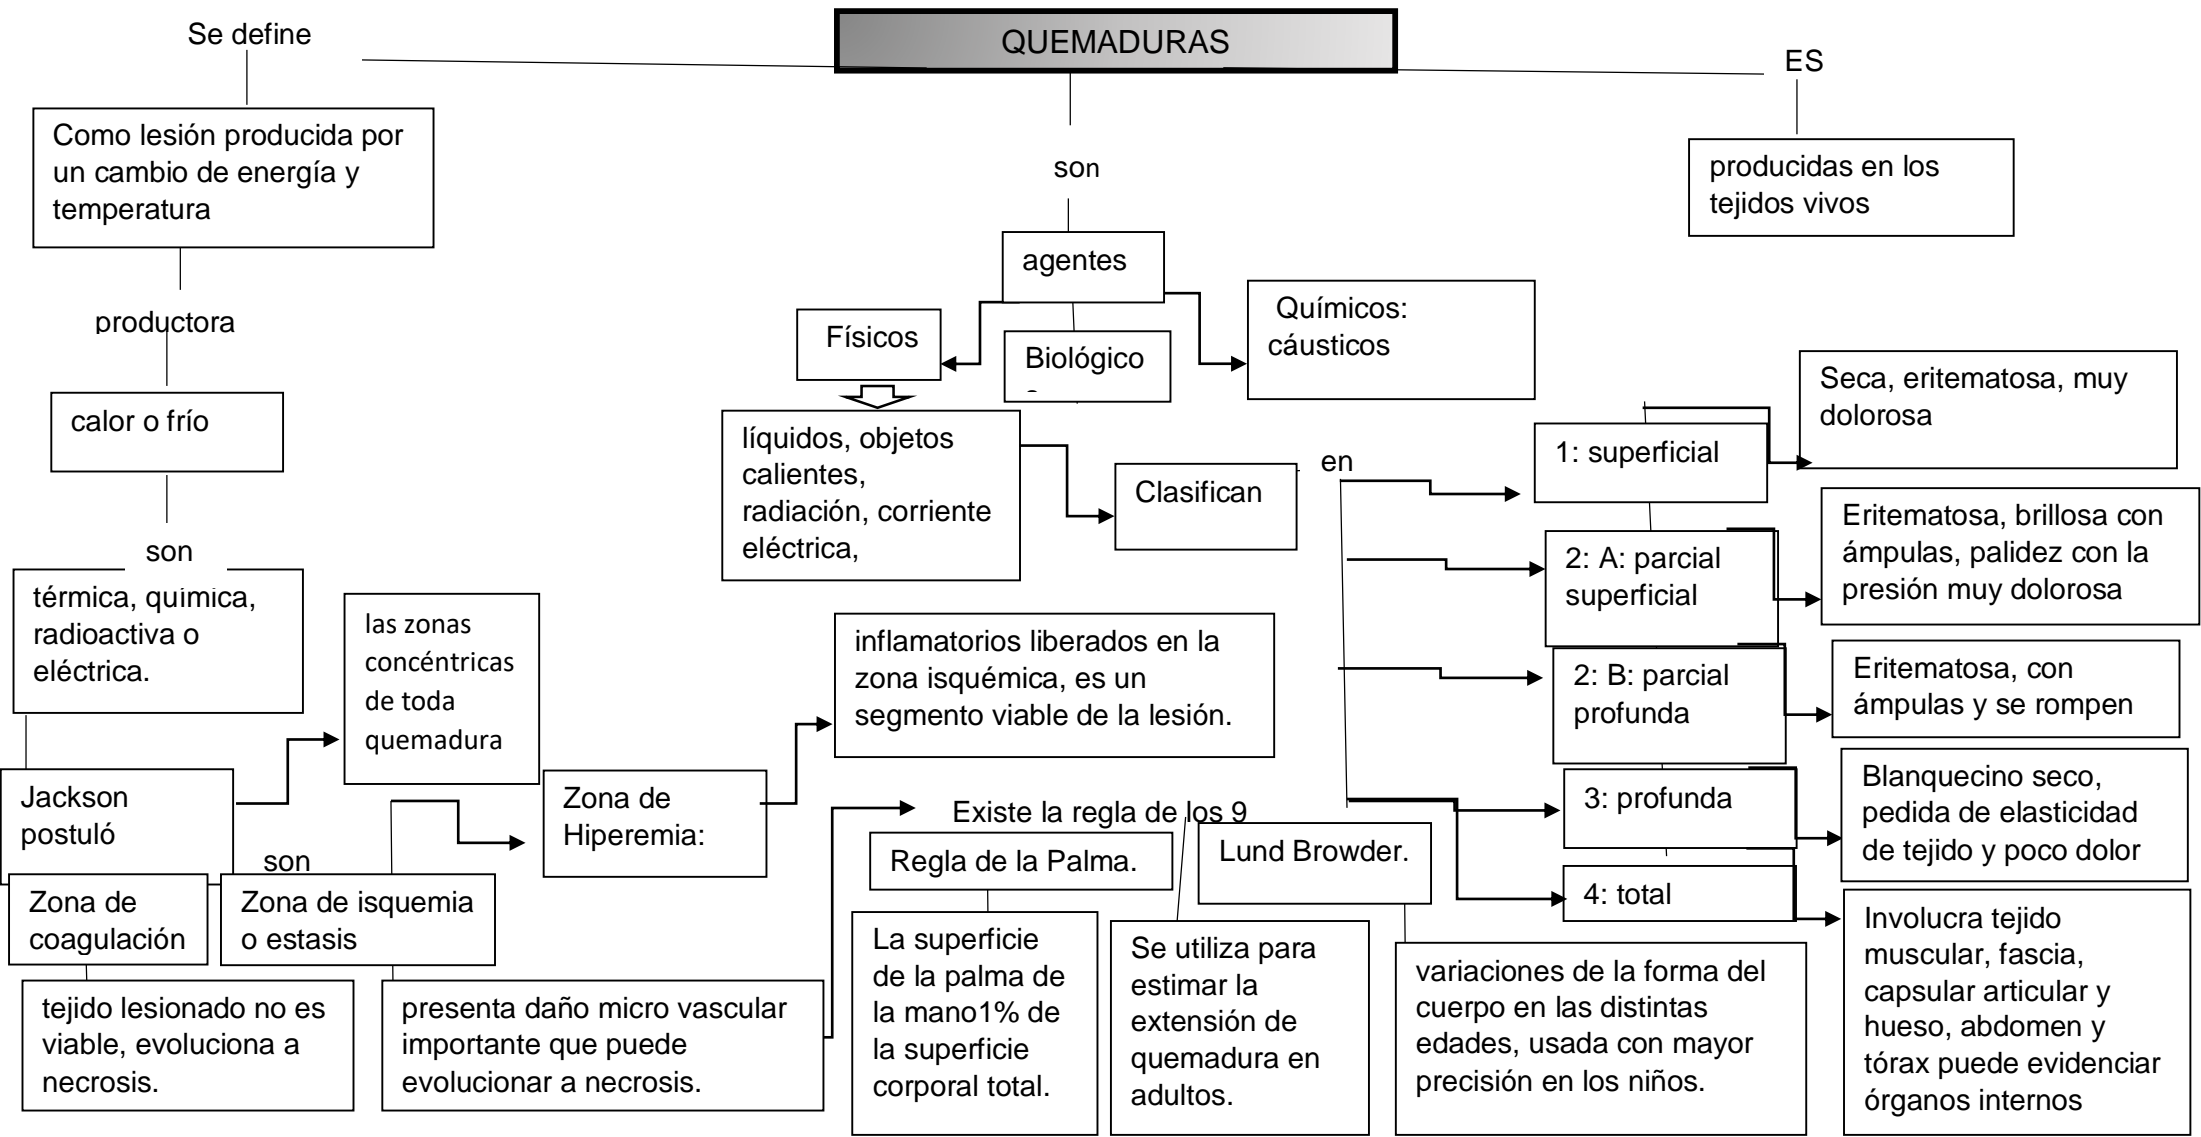 QUEMADURAS
Se define
Como lesión producida por
un cambio de energía y
temperatura
productora
calor o frío
son
térmica, química,
radioactiva o
eléctrica.
Jackson
postuló
las zonas
concéntricas
de toda
quemadura
son
Zona de
coagulación
tejido lesionado no es
viable, evoluciona a
necrosis.
Zona de isquemia
o estasis
presenta daño micro vascular
importante que puede
evolucionar a necrosis.
Zona de
Hiperemia:
inflamatorios liberados en la
zona isquémica, es un
segmento viable de la lesión.
son
agentes
Físicos
Biológico
Químicos:
cáusticos
líquidos, objetos
calientes,
radiación, corriente
eléctrica,
Clasifican
en
1: superficial
Seca, eritematosa, muy
dolorosa
2: A: parcial
superficial
Eritematosa, brillosa con
ámpulas, palidez con la
presión muy dolorosa
2: B: parcial
profunda
Eritematosa, con
ámpulas y se rompen
3: profunda
Blanquecino seco,
pedida de elasticidad
de tejido y poco dolor
4: total
Involucra tejido
muscular, fascia,
capsular articular y
hueso, abdomen y
tórax puede evidenciar
órganos internos
Existe la regla de los 9
Regla de la Palma.
La superficie
de la palma de
la mano1% de
la superficie
corporal total.
Se utiliza para
estimar la
extensión de
quemadura en
adultos.
Lund Browder.
variaciones de la forma del
cuerpo en las distintas
edades, usada con mayor
precisión en los niños.
ES
producidas en los
tejidos vivos